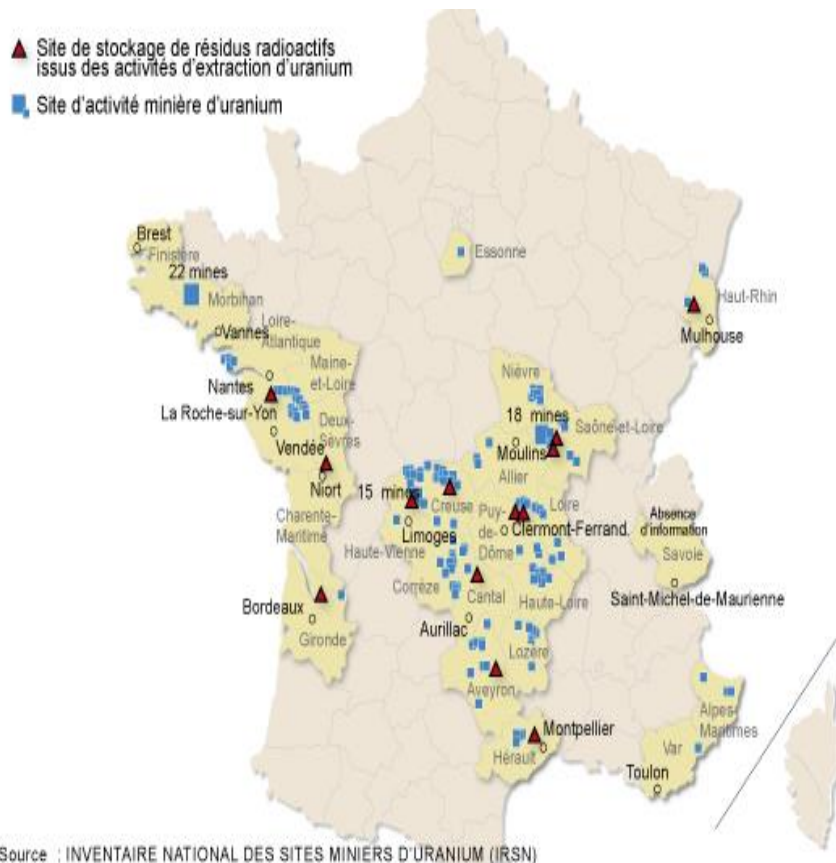 Site de stockage de résidus radioactifs
issus des activités d'extraction d'uranium
Site d'activité minière d'uranium
Brest
Finistère
22 mines
Morbihan
Vannes
Loire-
Atlantique
Maine-
et-Loire
Nantes
La Roche-sur-Yon
Deux-
Sèvres
Vendée
Niort
Charente-
Maritime
Bordeaux
Gironde
Essonne
Haut-Rhin
Mulhouse
Nièvre
18 mines
Saône-et-Loire
Moulins
Allier
15 mines
Creuse
Limoges
Haute-Vienne
Puy-
de-
Dôme
Loire
Clermont-Ferrand.
Corrèze
Cantal
Haute-Loire
Aurillac
Lozère
Aveyron
Montpellier
Hérault
Absence
d'information
Savoie
Saint-Michel-de-Maurienne
Alpes-
Maritimes
Var
Toulon
Source : INVENTAIRE NATIONAL DES SITES MINIERS D'URANIUM (IRSN)